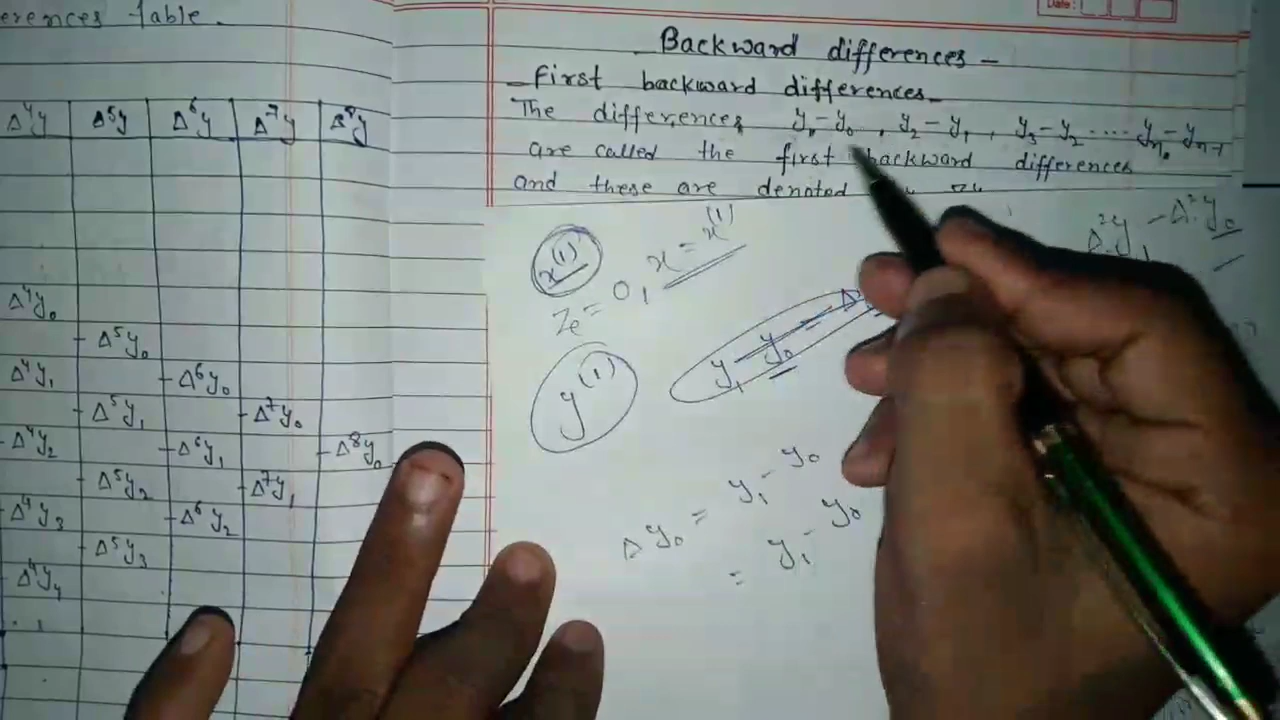 erences table.
Δ⁴y Δ⁵y Δ⁶y Δ⁷y Δ⁸y
Δ⁴y₀
Δ⁵y₀
Δ⁴y₁ Δ⁶y₀
Δ⁵y₁ Δ⁷y₀
Δ⁴y₂ Δ⁶y₁ Δ⁸y₀
Δ⁵y₂ Δ⁷y₁
Δ⁴y₃ Δ⁶y₂
Δ⁵y₃
Δ⁴y₄
Date:
Backward differences -
First backward differences -
The differences y₁-y₀, y₂-y₁, y₃-y₂ .... yₙ-yₙ₋₁
are called the first backward differences
and these are denoted
x⁽¹⁾
= 0, x = x⁽¹⁾
y⁽¹⁾
y₁ - y₀ = Δ
Δ²y₁ - Δ²y₀
Δy₀ = y₁ - y₀
= y₁ - y₀